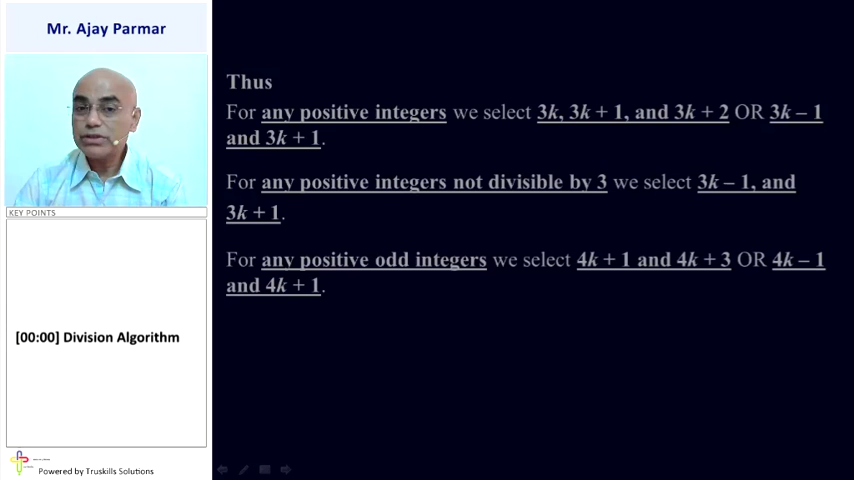 Mr. Ajay Parmar
KEY POINTS
[00:00] Division Algorithm
Powered by Truskills Solutions
Thus
For any positive integers we select 3k, 3k + 1, and 3k + 2 OR 3k – 1
and 3k + 1.
For any positive integers not divisible by 3 we select 3k – 1, and
3k + 1.
For any positive odd integers we select 4k + 1 and 4k + 3 OR 4k – 1
and 4k + 1.